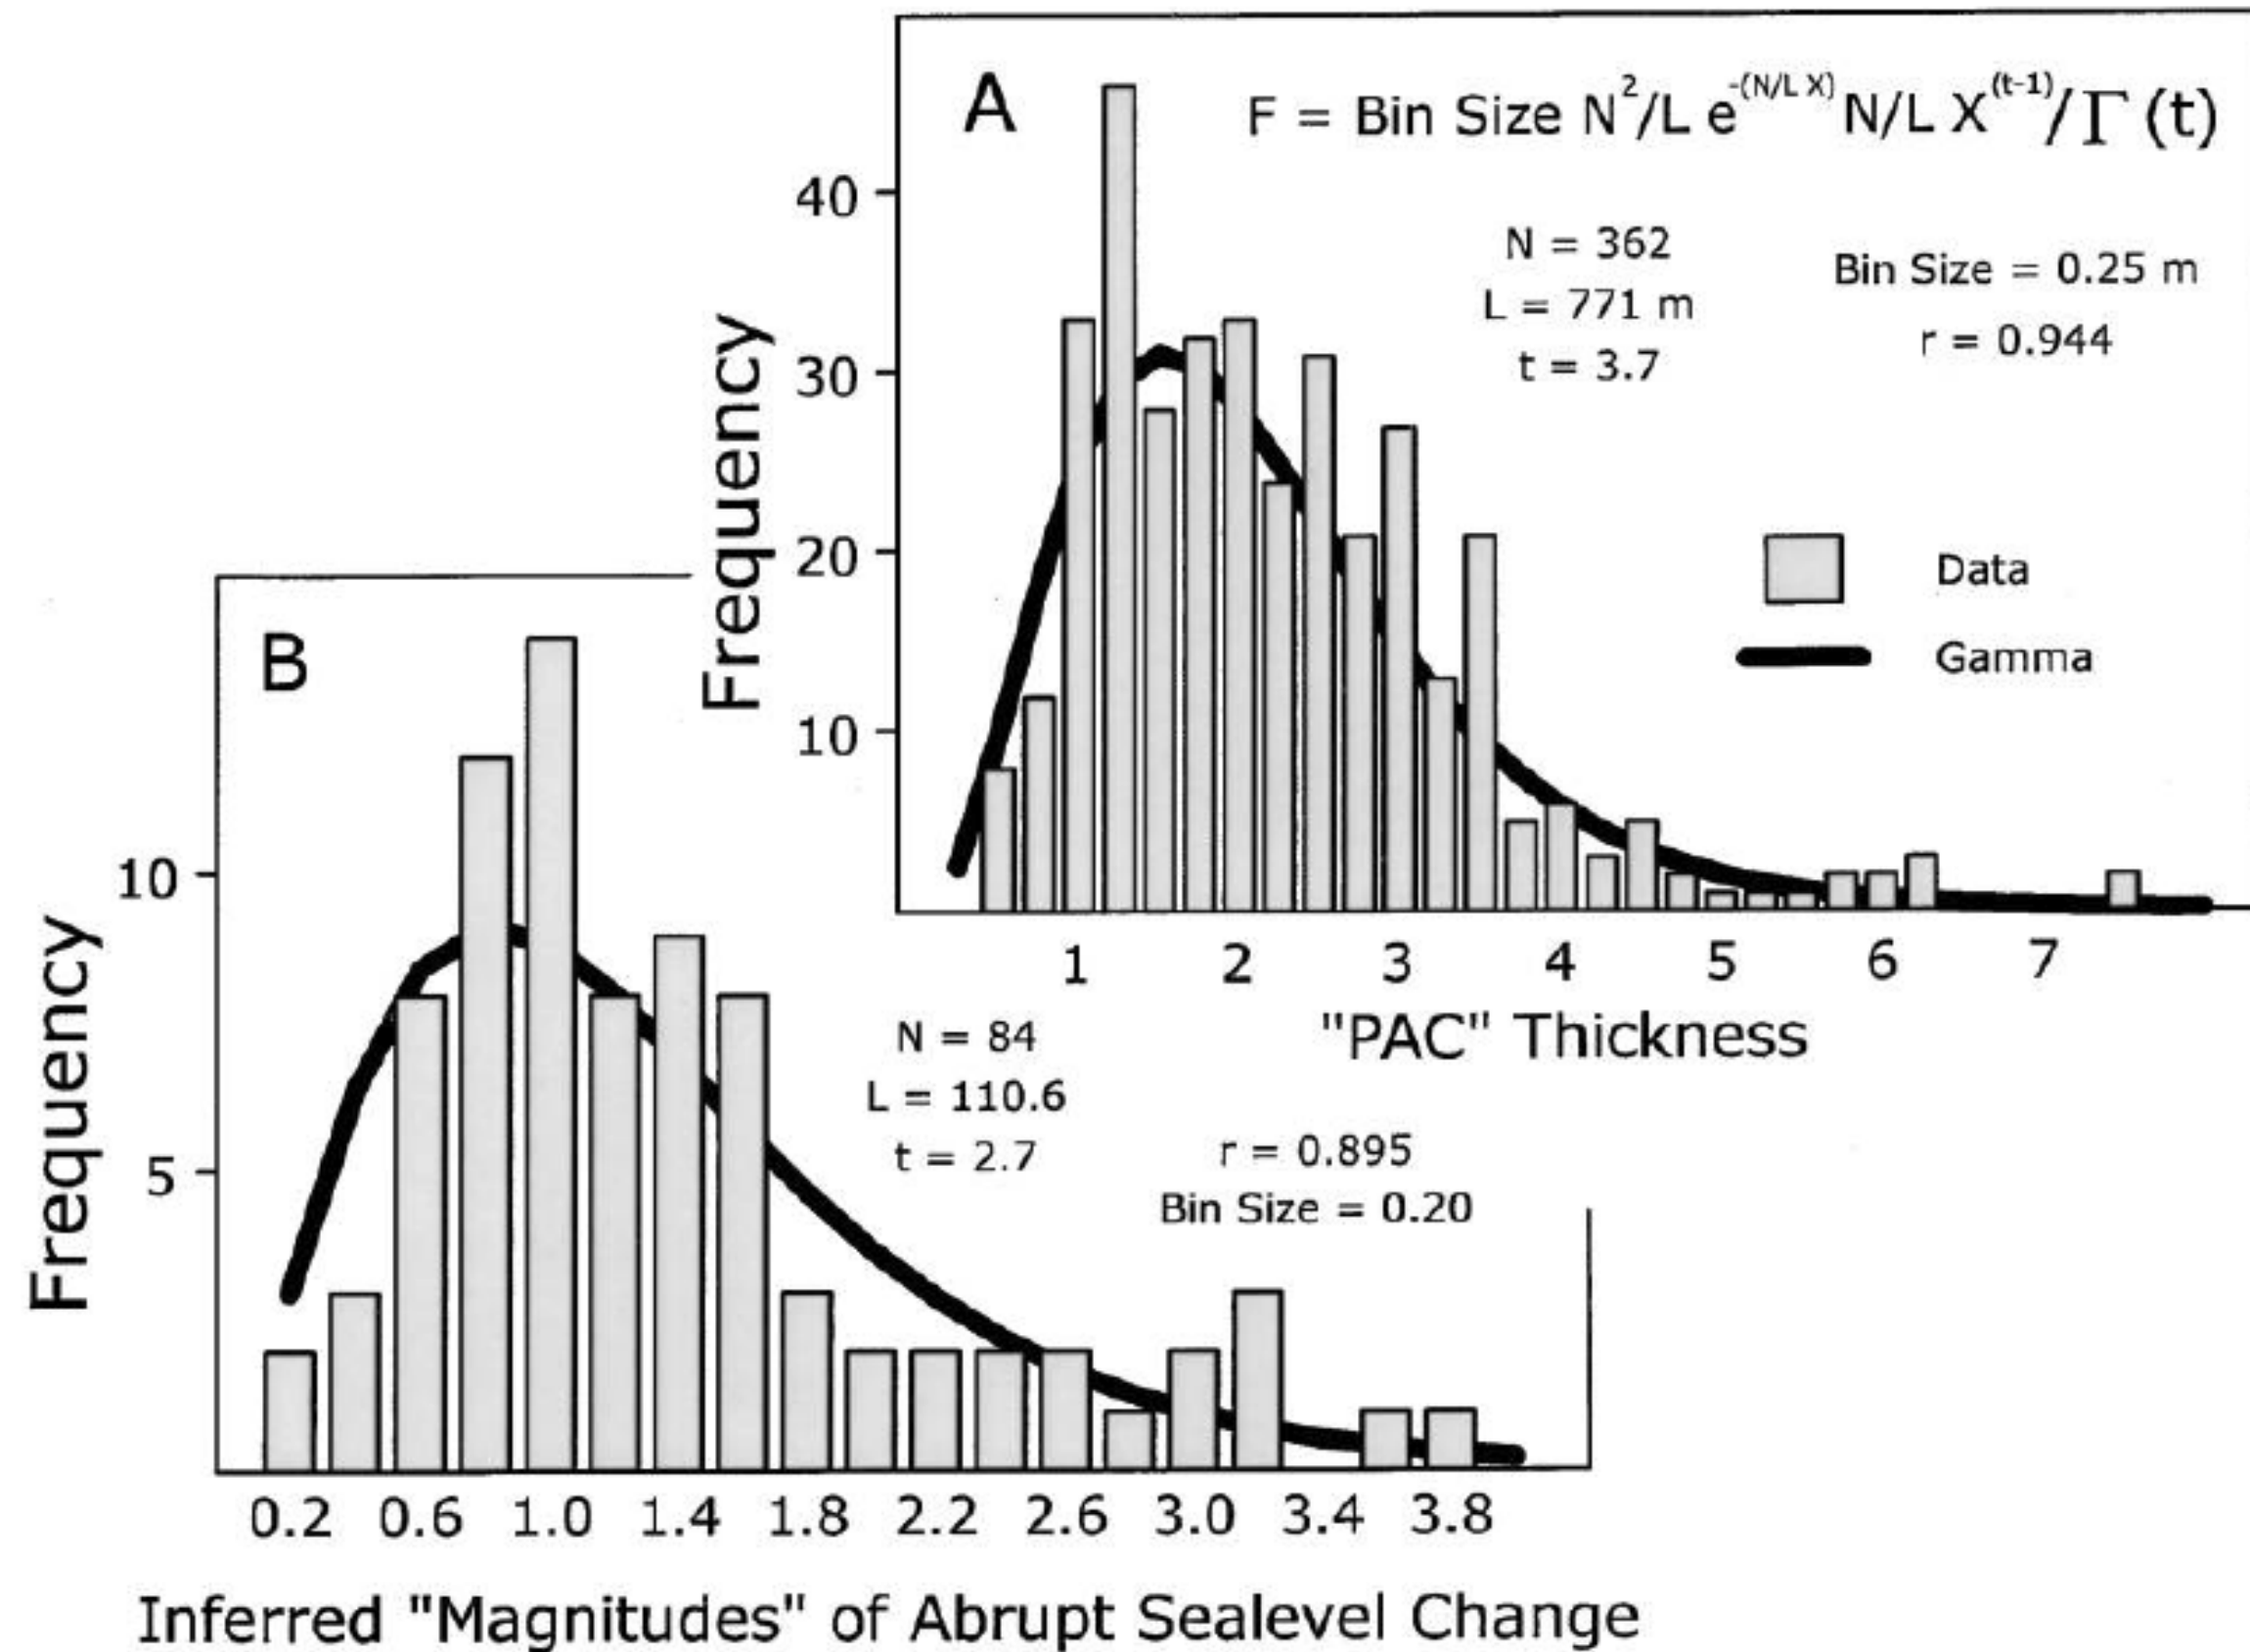 A
F = Bin Size N²/L e^-(N/L X) N/L X^(t-1)/Γ (t)
N = 362
L = 771 m
t = 3.7
Bin Size = 0.25 m
r = 0.944
Data
Gamma
Frequency
40
30
20
10
1 2 3 4 5 6 7
"PAC" Thickness
B
N = 84
L = 110.6
t = 2.7
r = 0.895
Bin Size = 0.20
Frequency
10
5
0.2 0.6 1.0 1.4 1.8 2.2 2.6 3.0 3.4 3.8
Inferred "Magnitudes" of Abrupt Sealevel Change